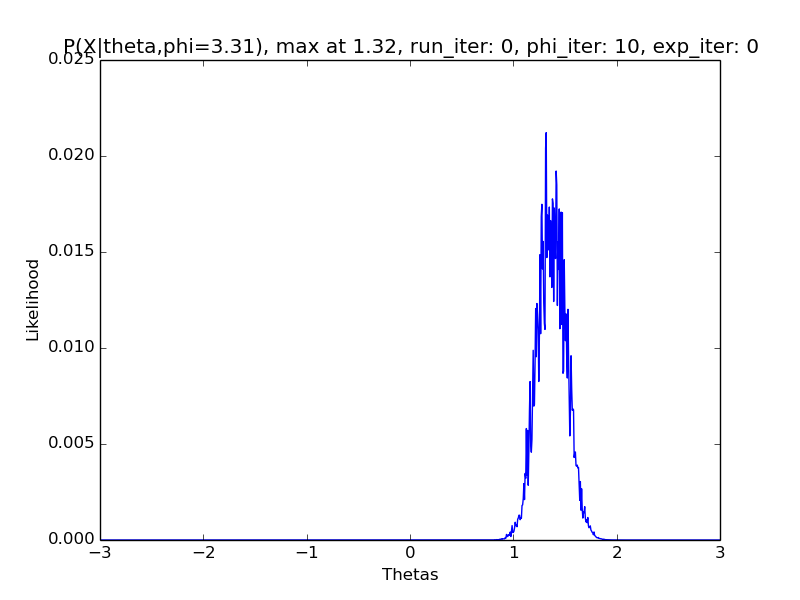 P(X|theta,phi=3.31), max at 1.32, run_iter: 0, phi_iter: 10, exp_iter: 0
0.025
0.020
0.015
0.010
0.005
0.000
Likelihood
−3 −2 −1 0 1 2 3
Thetas